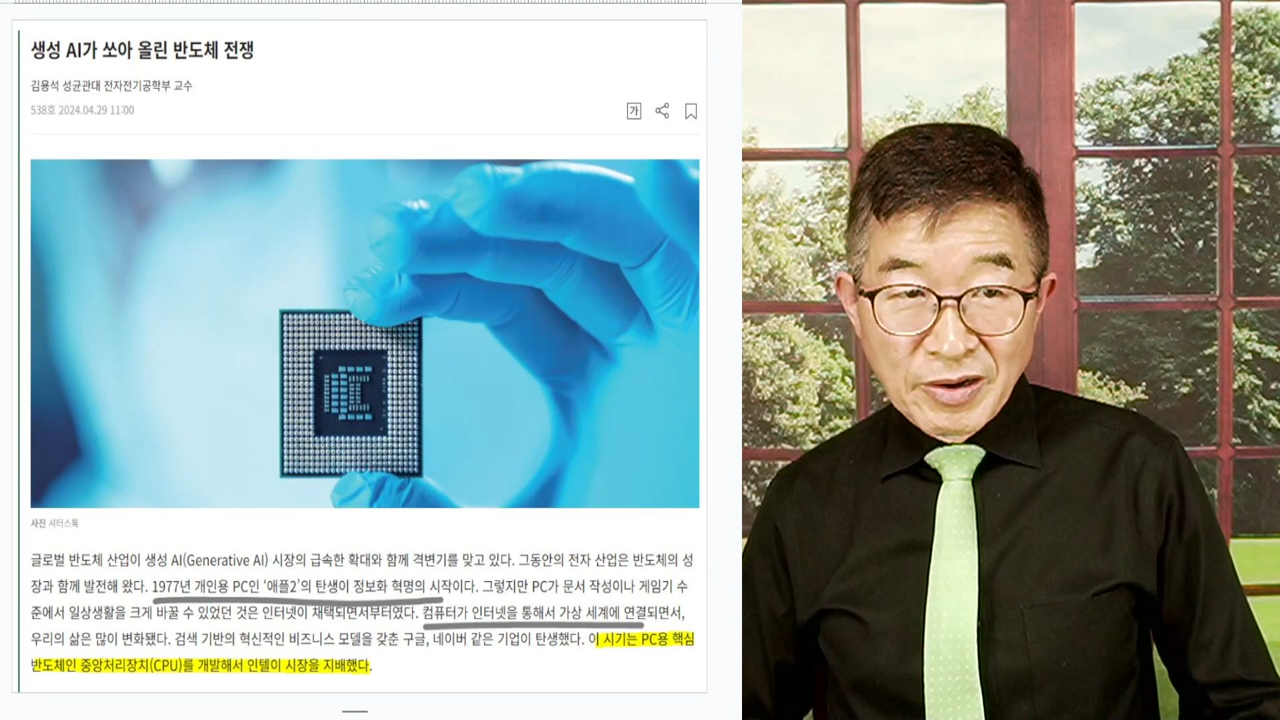 생성 AI가 쏘아 올린 반도체 전쟁
김용석 성균관대 전자전기공학부 교수
538호 2024.04.29 11:00
가
사진 셔터스톡
글로벌 반도체 산업이 생성 AI(Generative AI) 시장의 급속한 확대와 함께 격변기를 맞고 있다. 그동안의 전자 산업은 반도체의 성
장과 함께 발전해 왔다. 1977년 개인용 PC인 ‘애플2’의 탄생이 정보화 혁명의 시작이다. 그렇지만 PC가 문서 작성이나 게임기 수
준에서 일상생활을 크게 바꿀 수 있었던 것은 인터넷이 채택되면서부터였다. 컴퓨터가 인터넷을 통해서 가상 세계에 연결되면서,
우리의 삶은 많이 변화됐다. 검색 기반의 혁신적인 비즈니스 모델을 갖춘 구글, 네이버 같은 기업이 탄생했다. 이 시기는 PC용 핵심
반도체인 중앙처리장치(CPU)를 개발해서 인텔이 시장을 지배했다.